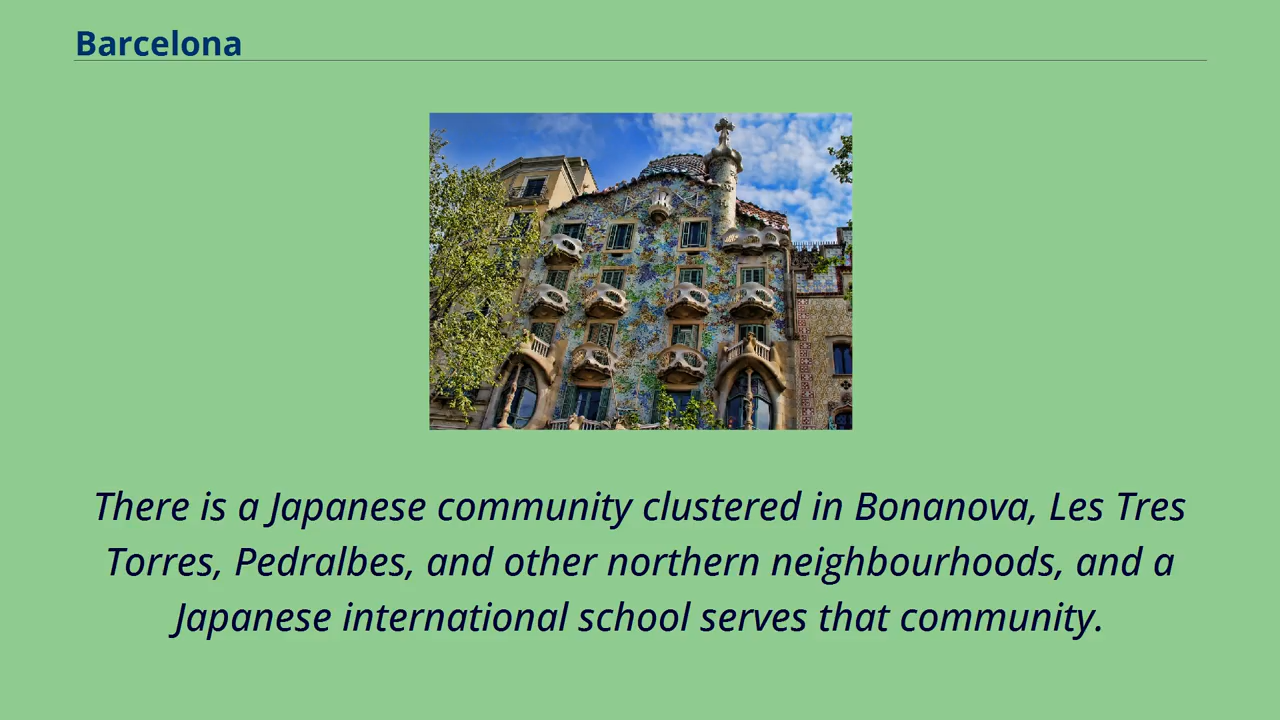 Barcelona
There is a Japanese community clustered in Bonanova, Les Tres
Torres, Pedralbes, and other northern neighbourhoods, and a
Japanese international school serves that community.